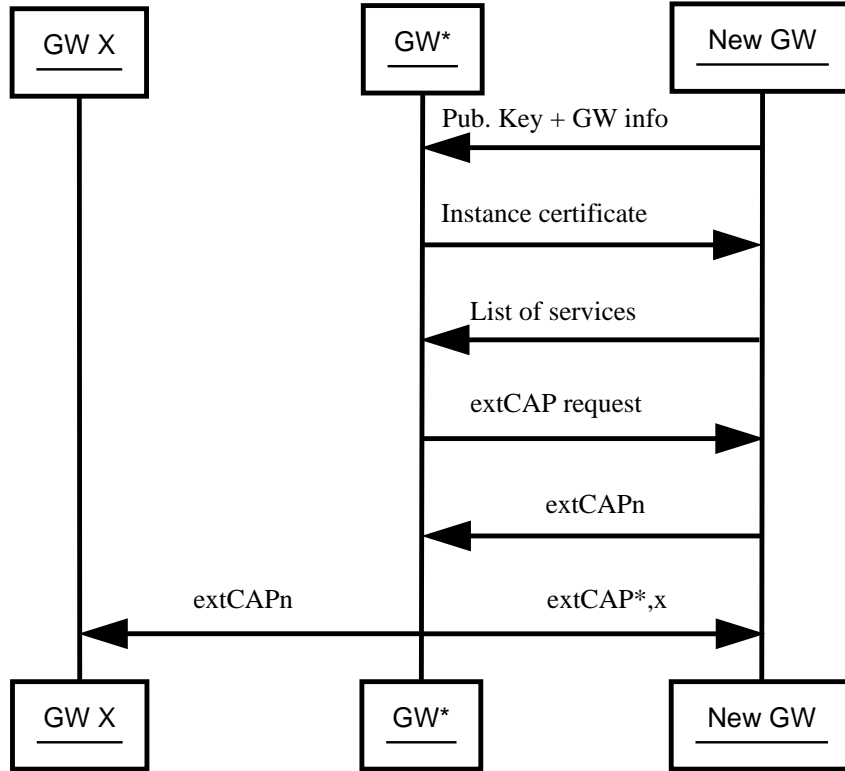 GW X
GW*
New GW
Pub. Key + GW info
Instance certificate
List of services
extCAP request
extCAPn
extCAPn
extCAP*,x
GW X
GW*
New GW